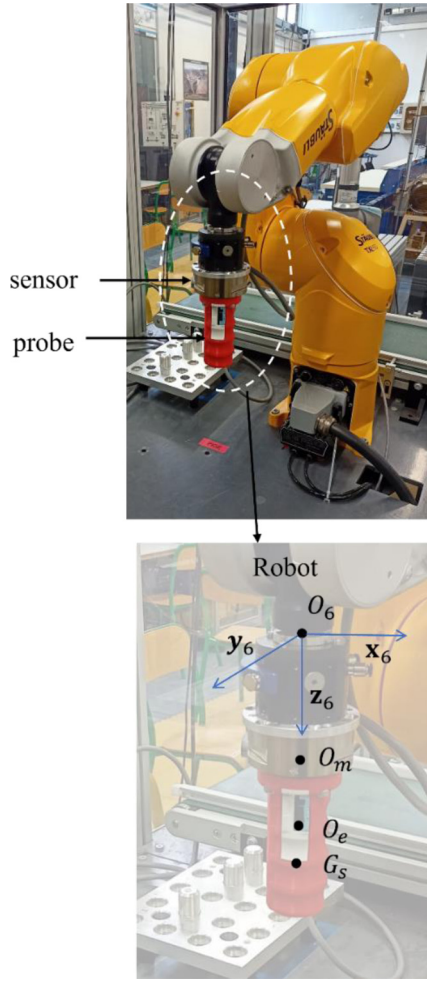 STÄUBLI
STÄUBLI
sensor
probe
Robot
O₆
y₆
x₆
z₆
Oₘ
Oₑ
Gₛ